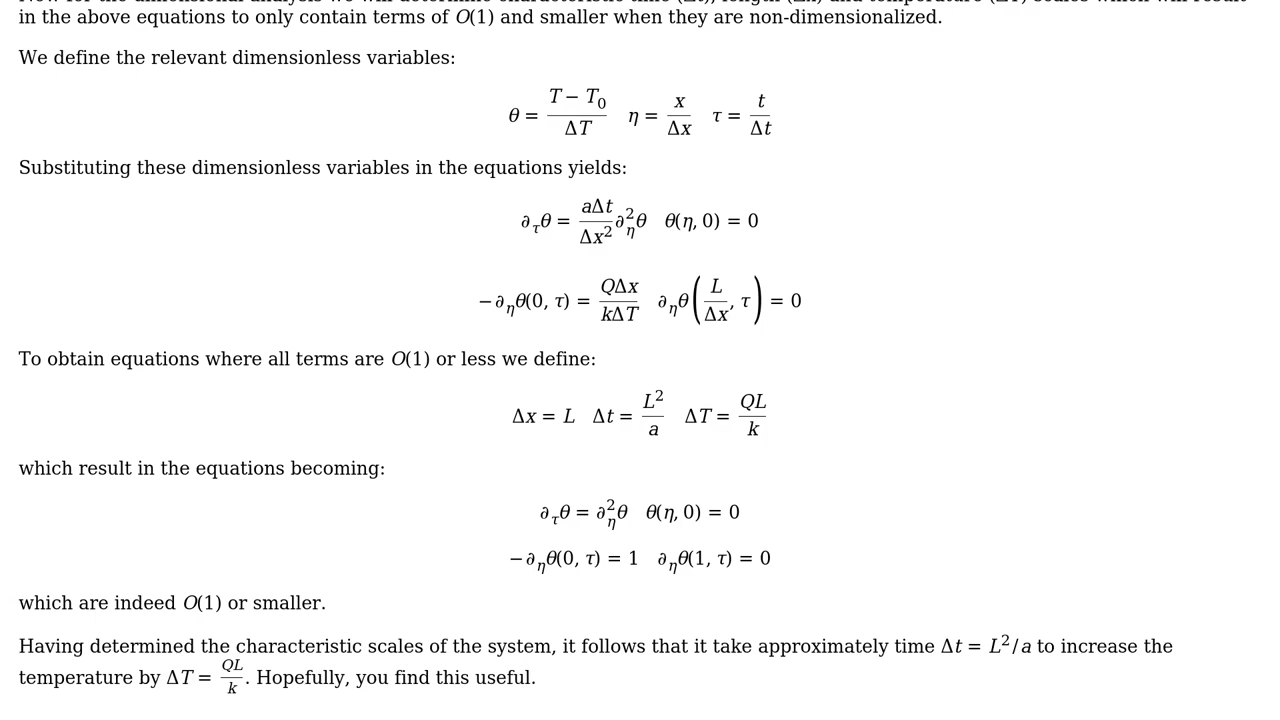 in the above equations to only contain terms of O(1) and smaller when they are non-dimensionalized.
We define the relevant dimensionless variables:
θ = (T − T₀)/ΔT   η = x/Δx   τ = t/Δt
Substituting these dimensionless variables in the equations yields:
∂_τθ = (aΔt/Δx²)∂²_ηθ   θ(η, 0) = 0
−∂_ηθ(0, τ) = QΔx/kΔT   ∂_ηθ(L/Δx, τ) = 0
To obtain equations where all terms are O(1) or less we define:
Δx = L   Δt = L²/a   ΔT = QL/k
which result in the equations becoming:
∂_τθ = ∂²_ηθ   θ(η, 0) = 0
−∂_ηθ(0, τ) = 1   ∂_ηθ(1, τ) = 0
which are indeed O(1) or smaller.
Having determined the characteristic scales of the system, it follows that it take approximately time Δt = L²/a to increase the
temperature by ΔT = QL/k. Hopefully, you find this useful.